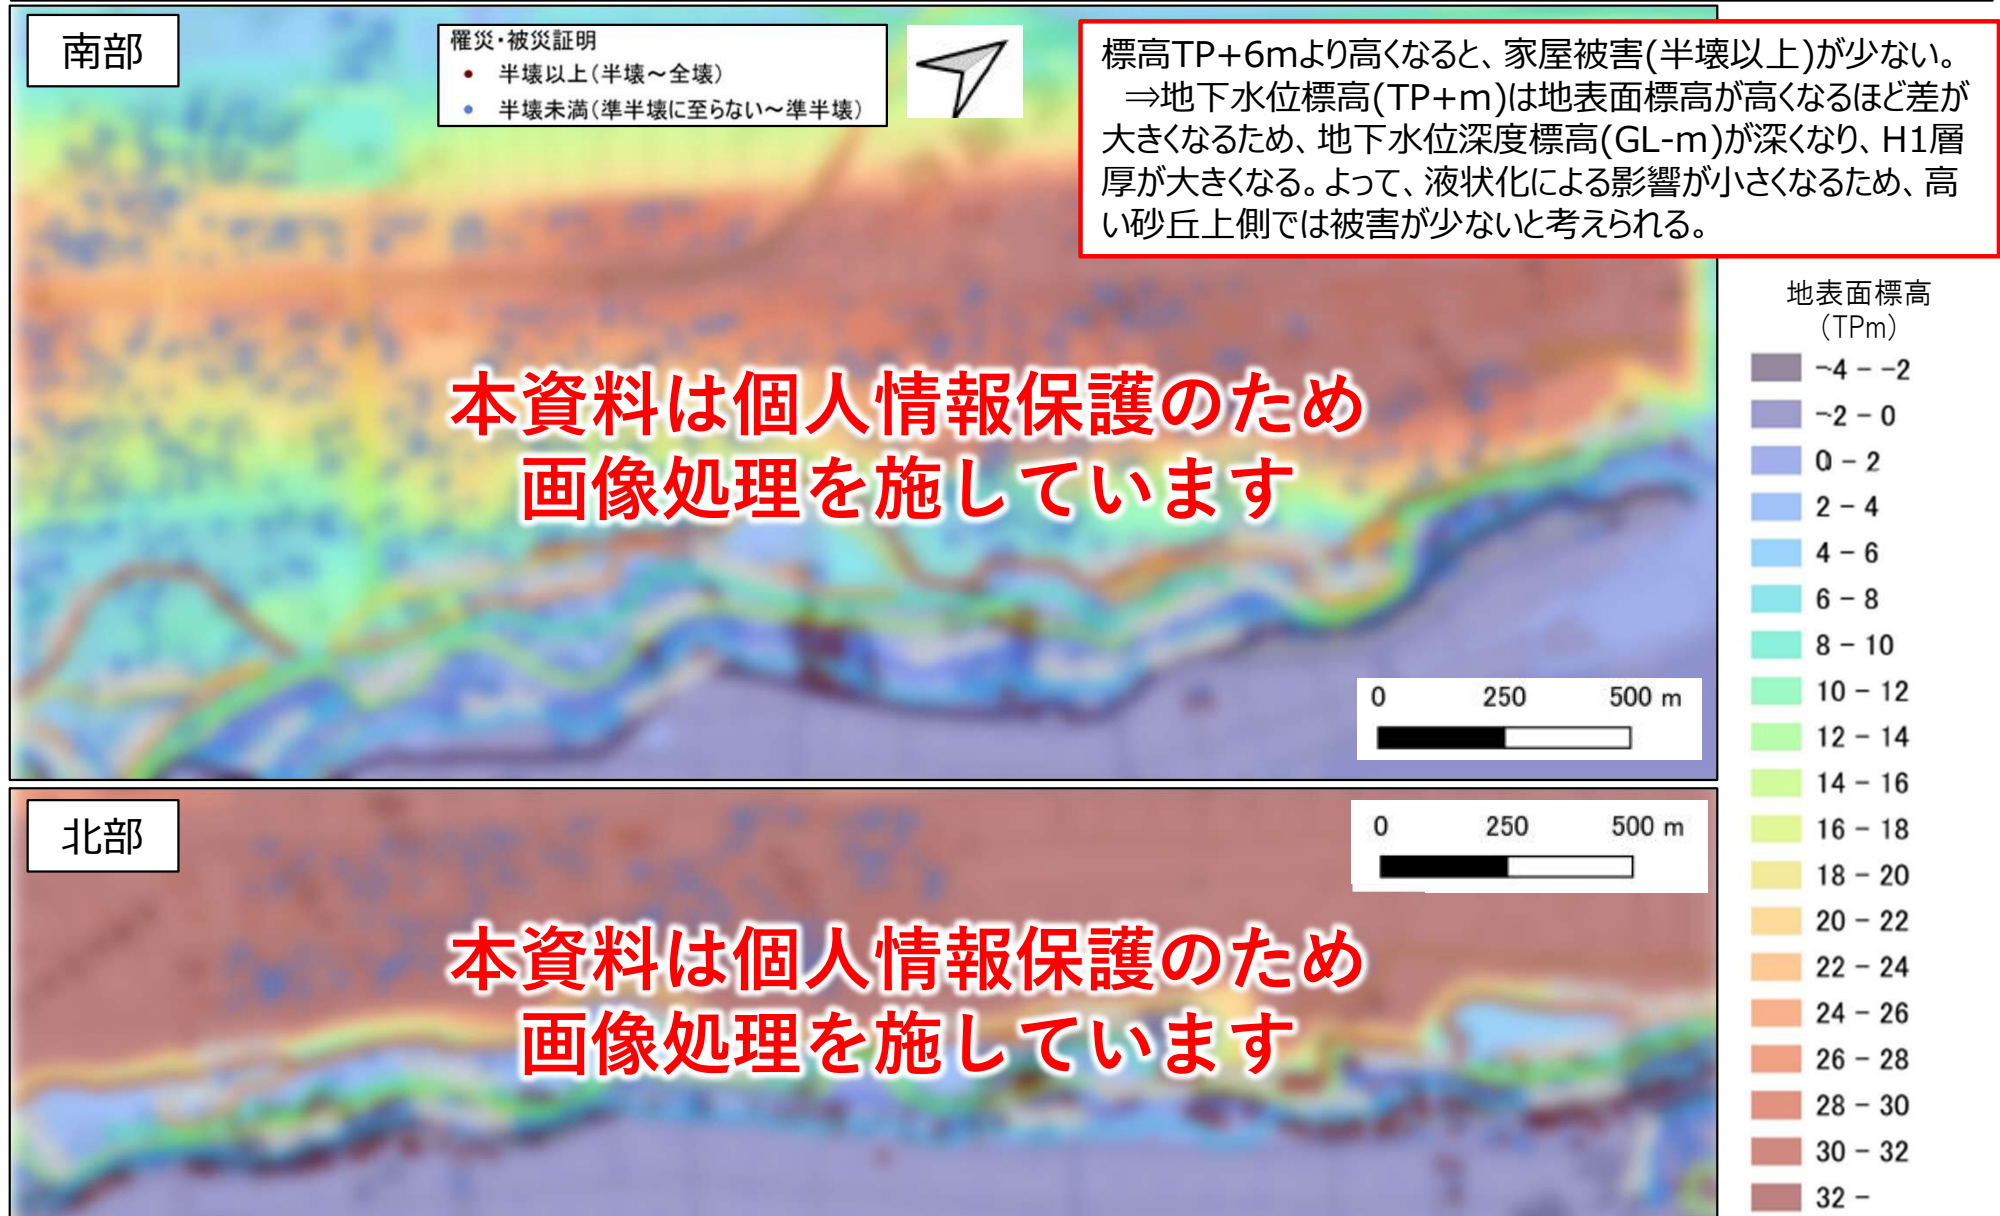 南部
罹災・被災証明
半壊以上(半壊～全壊)
半壊未満(準半壊に至らない～準半壊)
標高TP+6mより高くなると、家屋被害(半壊以上)が少ない。
⇒地下水位標高(TP+m)は地表面標高が高くなるほど差が
大きくなるため、地下水位深度標高(GL-m)が深くなり、H1層
厚が大きくなる。よって、液状化による影響が小さくなるため、高
い砂丘上側では被害が少ないと考えられる。
本資料は個人情報保護のため
画像処理を施しています
0 250 500 m
北部
0 250 500 m
本資料は個人情報保護のため
画像処理を施しています
地表面標高
(TPm)
-4 - -2
-2 - 0
0 - 2
2 - 4
4 - 6
6 - 8
8 - 10
10 - 12
12 - 14
14 - 16
16 - 18
18 - 20
20 - 22
22 - 24
24 - 26
26 - 28
28 - 30
30 - 32
32 -